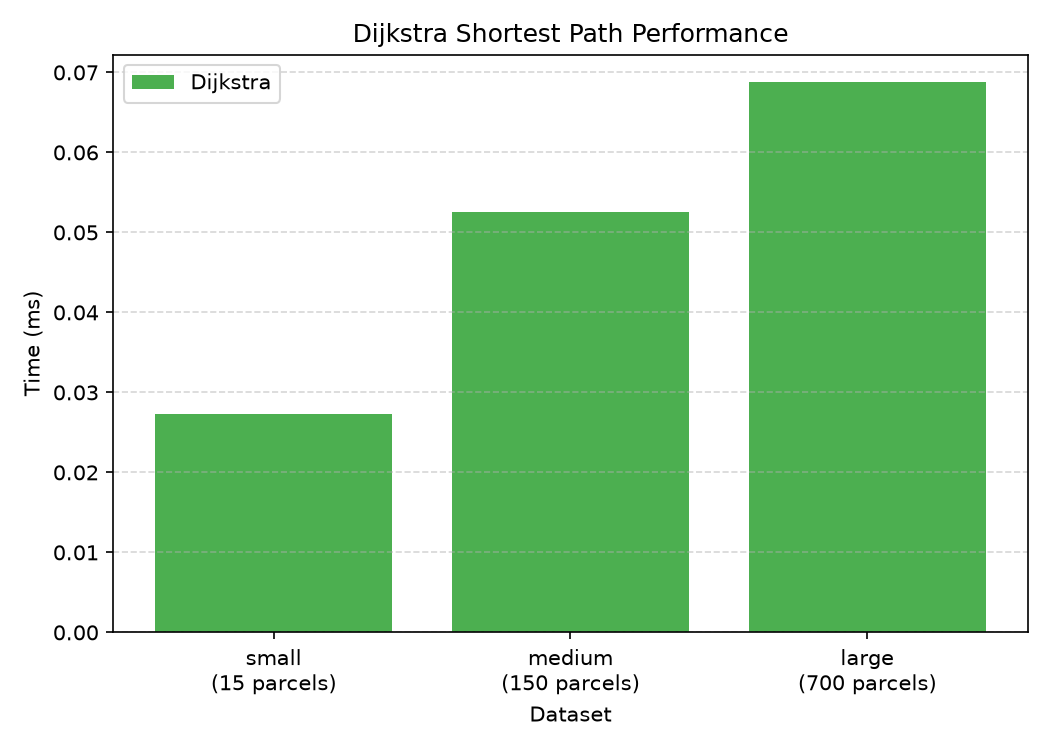 Dijkstra Shortest Path Performance
Dijkstra
0.07
0.06
0.05
0.04
0.03
0.02
0.01
0.00
Time (ms)
small
(15 parcels)
medium
(150 parcels)
large
(700 parcels)
Dataset